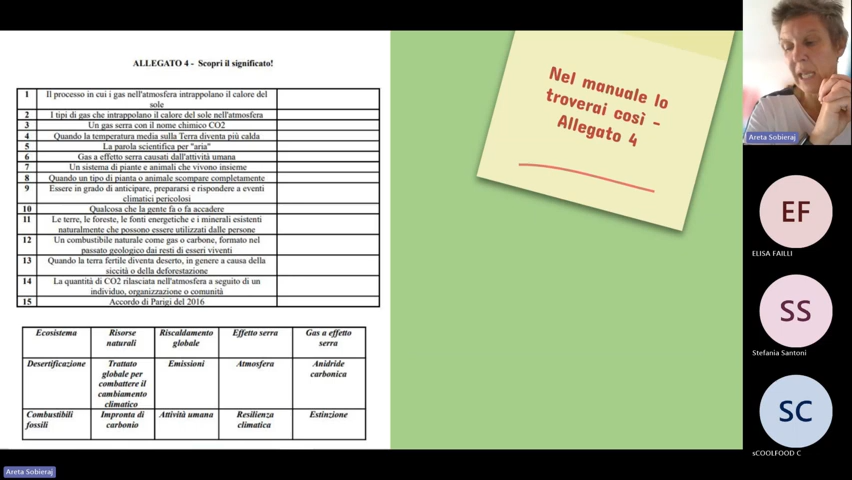 ALLEGATO 4 - Scopri il significato!
1 Il processo in cui i gas nell'atmosfera intrappolano il calore del
sole
2 I tipi di gas che intrappolano il calore del sole nell'atmosfera
3 Un gas serra con il nome chimico CO2
4 Quando la temperatura media sulla Terra diventa più calda
5 La parola scientifica per "aria"
6 Gas a effetto serra causati dall'attività umana
7 Un sistema di piante e animali che vivono insieme
8 Quando un tipo di pianta o animale scompare completamente
9 Essere in grado di anticipare, prepararsi e rispondere a eventi
climatici pericolosi
10 Qualcosa che la gente fa o fa accadere
11 Le terre, le foreste, le fonti energetiche e i minerali esistenti
naturalmente che possono essere utilizzati dalle persone
12 Un combustibile naturale come gas o carbone, formato nel
passato geologico dai resti di esseri viventi
13 Quando la terra fertile diventa deserto, in genere a causa della
siccità o della deforestazione
14 La quantità di CO2 rilasciata nell'atmosfera a seguito di un
individuo, organizzazione o comunità
15 Accordo di Parigi del 2016
Ecosistema Risorse Riscaldamento Effetto serra Gas a effetto
naturali globale serra
Desertificazione Trattato Emissioni Atmosfera Anidride
globale per carbonica
combattere il
cambiamento
climatico
Combustibili Impronta di Attività umana Resilienza Estinzione
fossili carbonio climatica
Nel manuale lo
troverai così -
Allegato 4
Areta Sobieraj
EF
ELISA FAILLI
SS
Stefania Santoni
SC
sCOOLFOOD C
Areta Sobieraj